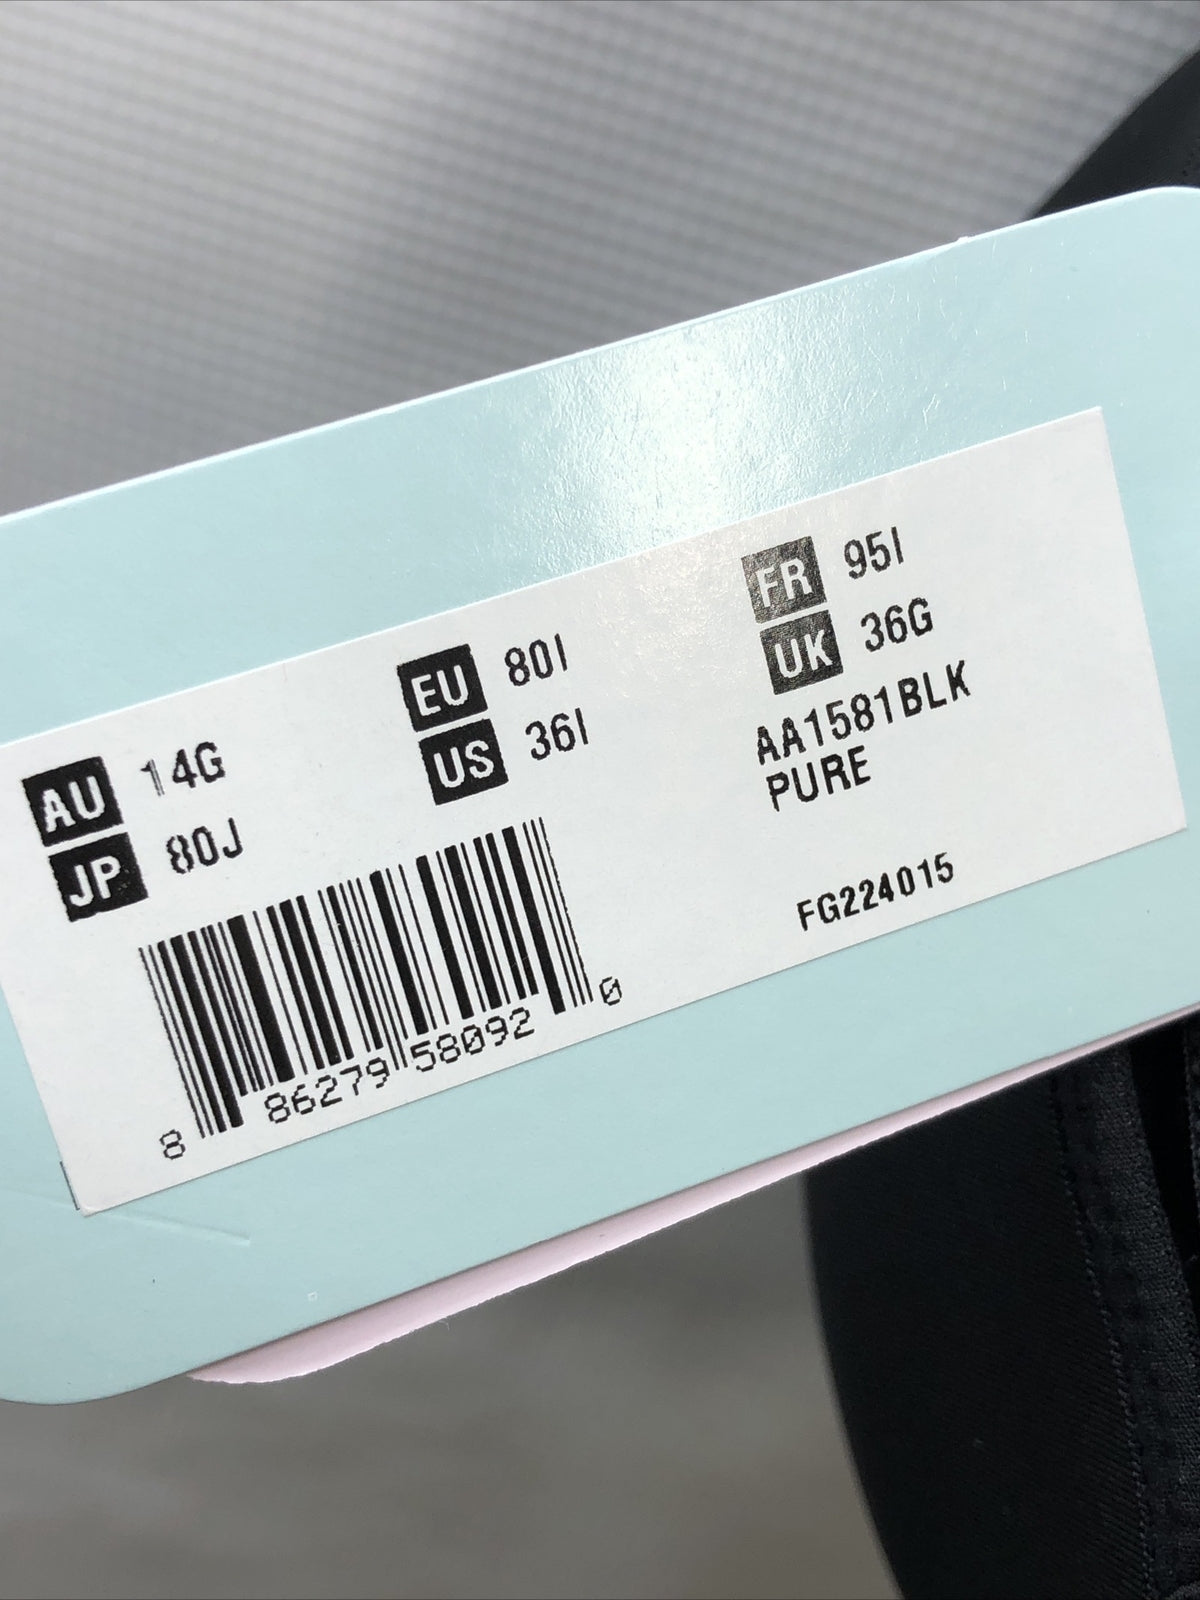 AU 14G
JP 80J
EU 80I
US 36I
FR 95I
UK 36G
AA1581BLK
PURE
FG224015
8 86279 58092 0